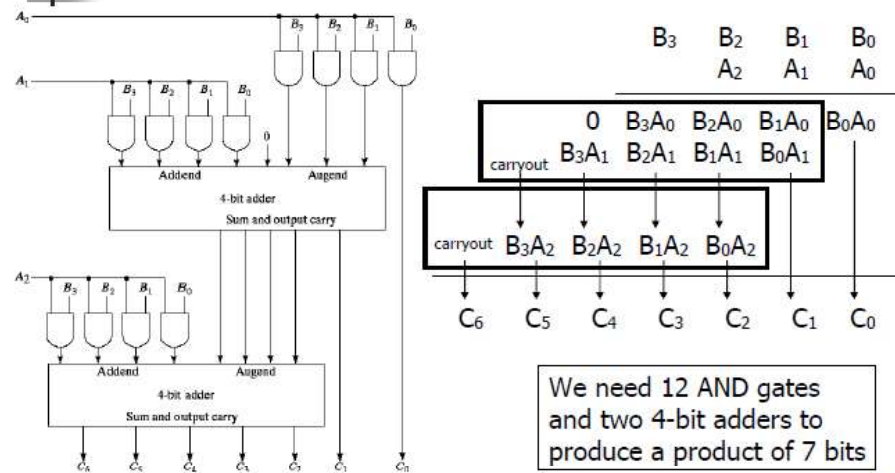 A₀
B₃ B₂ B₁ B₀
A₁
B₃ B₂ B₁ B₀
0
Addend Augend
4-bit adder
Sum and output carry
A₂
B₃ B₂ B₁ B₀
Addend Augend
4-bit adder
Sum and output carry
C₆ C₅ C₄ C₃ C₂ C₁ C₀
B₃ B₂ B₁ B₀
A₂ A₁ A₀
0 B₃A₀ B₂A₀ B₁A₀ B₀A₀
carryout B₃A₁ B₂A₁ B₁A₁ B₀A₁
carryout B₃A₂ B₂A₂ B₁A₂ B₀A₂
C₆ C₅ C₄ C₃ C₂ C₁ C₀
We need 12 AND gates
and two 4-bit adders to
produce a product of 7 bits